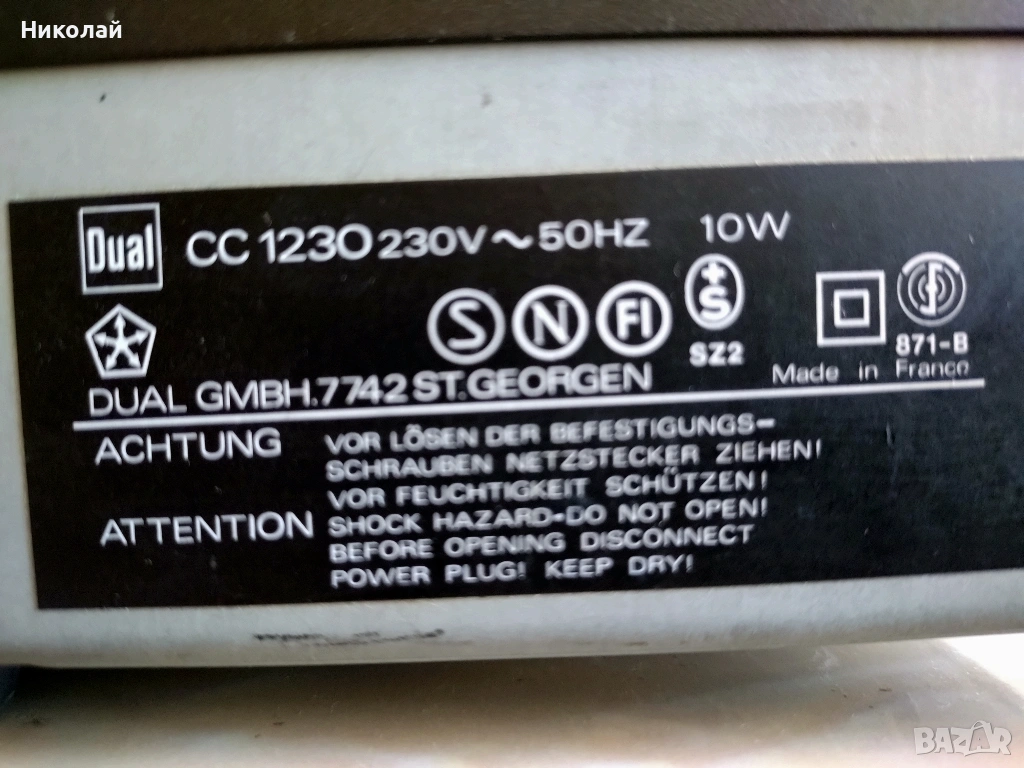 Николай
Dual CC 1230 230V ~ 50HZ 10W
S N FI +S SZ2 871-B
Made in France
DUAL GMBH.7742 ST.GEORGEN
ACHTUNG VOR LÖSEN DER BEFESTIGUNGS-
SCHRAUBEN NETZSTECKER ZIEHEN!
VOR FEUCHTIGKEIT SCHÜTZEN!
ATTENTION SHOCK HAZARD-DO NOT OPEN!
BEFORE OPENING DISCONNECT
POWER PLUG! KEEP DRY!
BAZAR